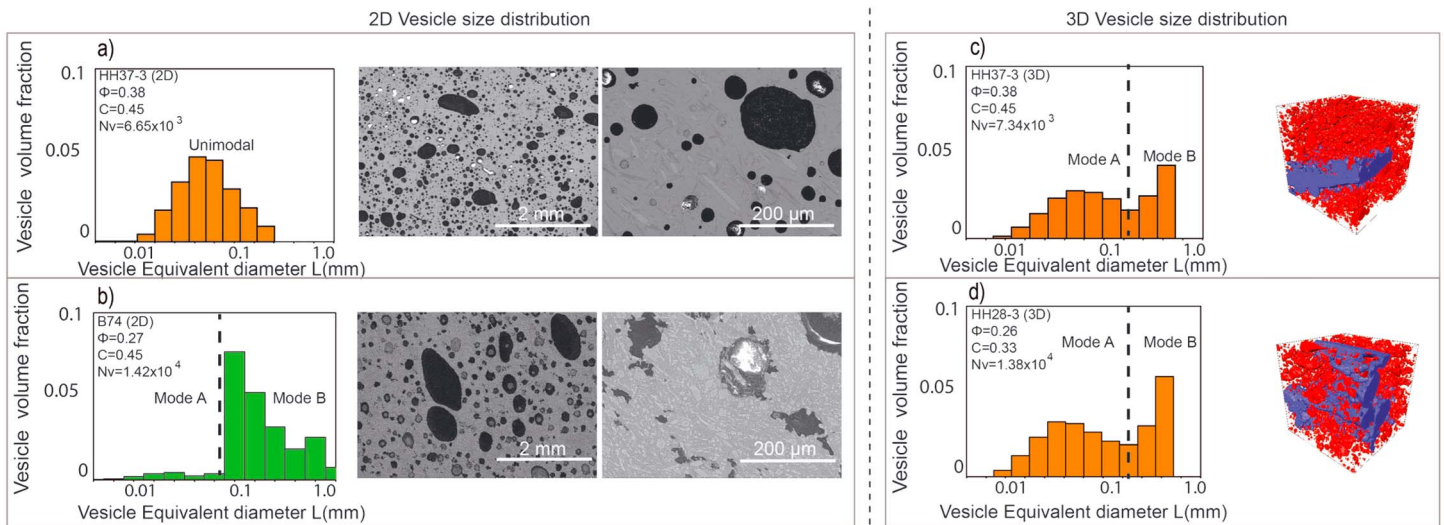 2D Vesicle size distribution
3D Vesicle size distribution
a)
HH37-3 (2D)
Φ=0.38
C=0.45
Nv=6.65x10³
Unimodal
0.1
0.05
0
0.01
0.1
1.0
Vesicle volume fraction
Vesicle Equivalent diameter L(mm)
2 mm
200 µm
b)
B74 (2D)
Φ=0.27
C=0.45
Nv=1.42x10⁴
Mode A
Mode B
0.1
0.05
0
0.01
0.1
1.0
Vesicle volume fraction
Vesicle Equivalent diameter L(mm)
2 mm
200 µm
c)
HH37-3 (3D)
Φ=0.38
C=0.45
Nv=7.34x10³
Mode A
Mode B
0.1
0.05
0
0.01
0.1
1.0
Vesicle volume fraction
Vesicle Equivalent diameter L(mm)
d)
HH28-3 (3D)
Φ=0.26
C=0.33
Nv=1.38x10⁴
Mode A
Mode B
0.1
0.05
0
0.01
0.1
1.0
Vesicle volume fraction
Vesicle Equivalent diameter L(mm)